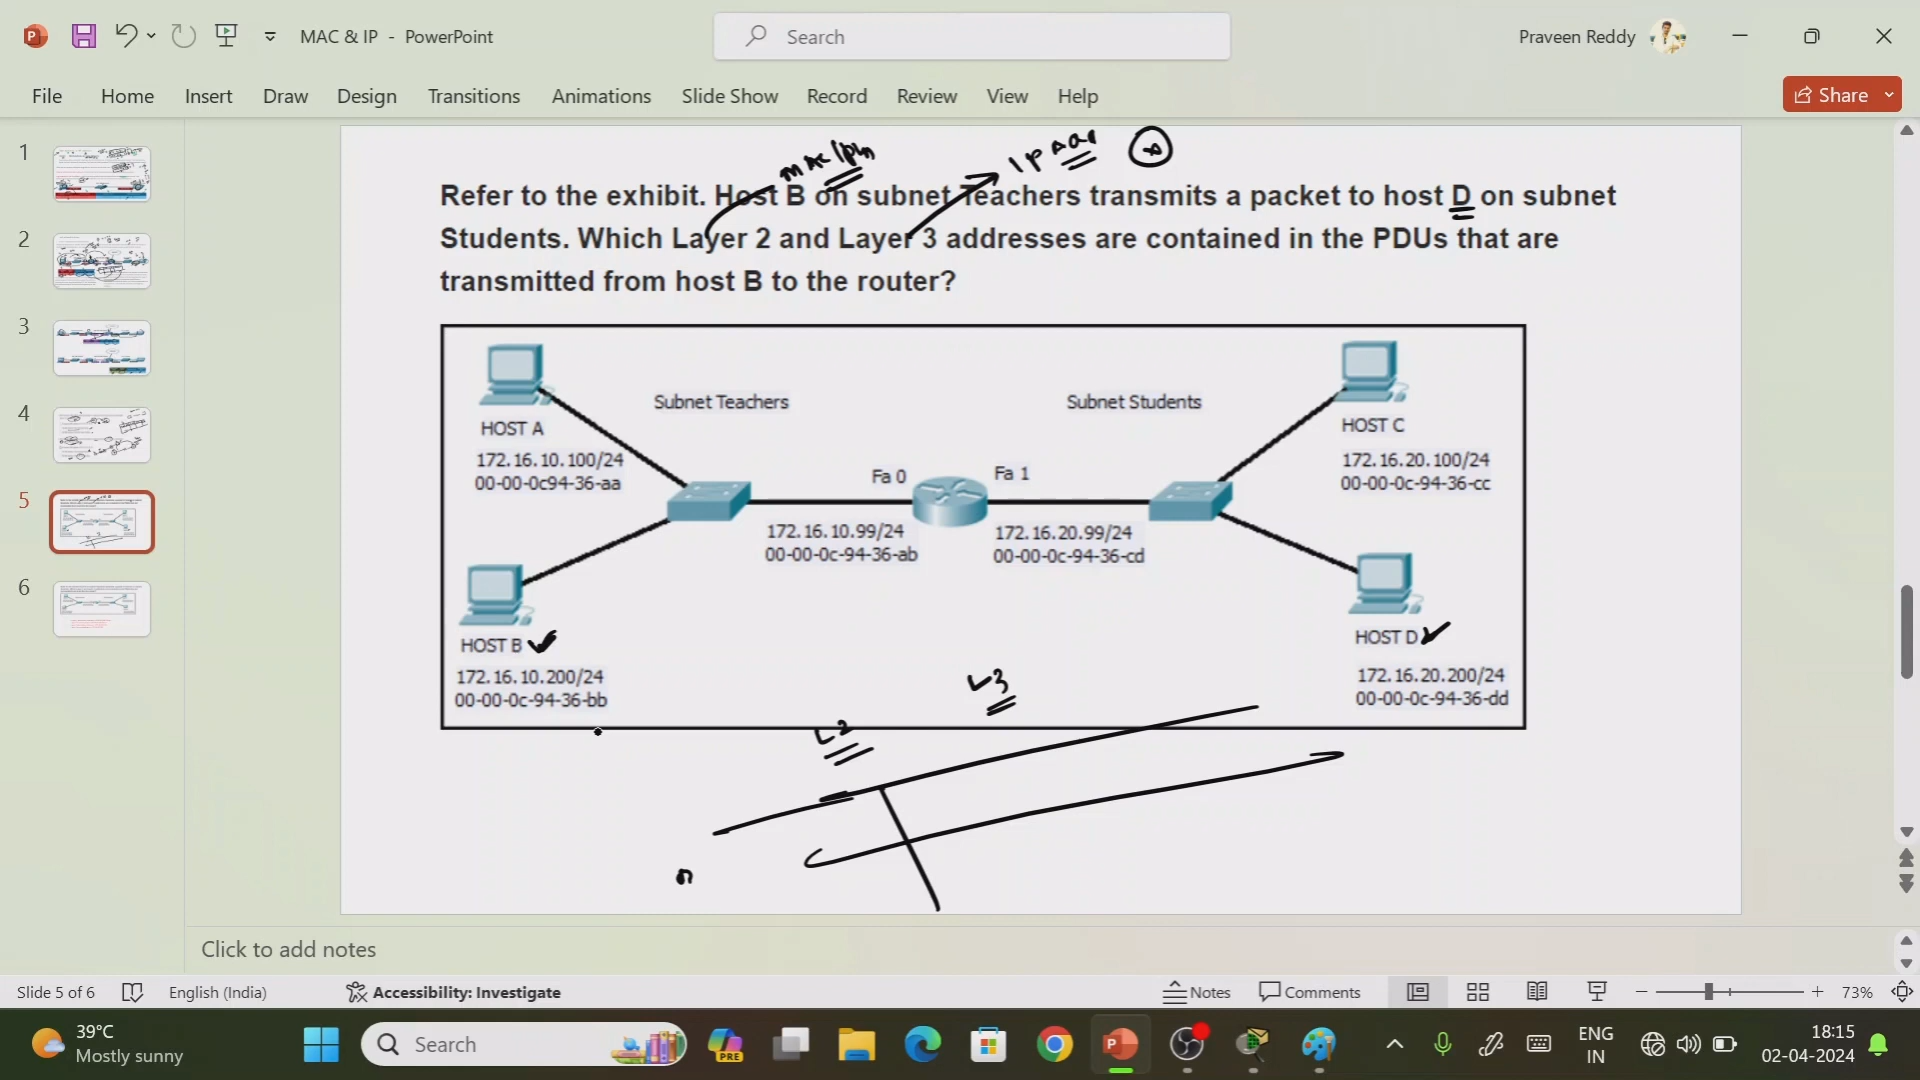 MAC & IP - PowerPoint
Search
Praveen Reddy
File Home Insert Draw Design Transitions Animations Slide Show Record Review View Help
Share
1
2
3
4
5
6
IP
Refer to the exhibit. Host B on subnet Teachers transmits a packet to host D on subnet
Students. Which Layer 2 and Layer 3 addresses are contained in the PDUs that are
transmitted from host B to the router?
Subnet Teachers
Subnet Students
HOST A
172.16.10.100/24
00-00-0c94-36-aa
HOST C
172.16.20.100/24
00-00-0c-94-36-cc
Fa 0
Fa 1
172.16.10.99/24
00-00-0c-94-36-ab
172.16.20.99/24
00-00-0c-94-36-cd
HOST B
172.16.10.200/24
00-00-0c-94-36-bb
HOST D
172.16.20.200/24
00-00-0c-94-36-dd
L3
L2
Click to add notes
Slide 5 of 6 English (India) Accessibility: Investigate Notes Comments 73%
39°C
Mostly sunny
Search
PRE
ENG
IN
18:15
02-04-2024